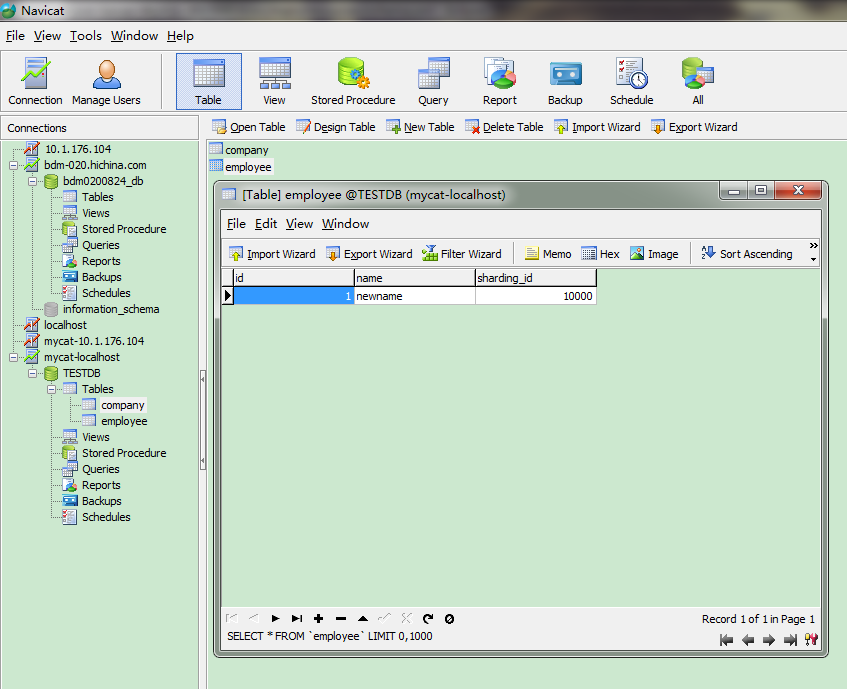 Navicat
File View Tools Window Help
Connection Manage Users Table View Stored Procedure Query Report Backup Schedule All
Connections
Open Table Design Table New Table Delete Table Import Wizard Export Wizard
10.1.176.104
bdm-020.hichina.com
bdm0200824_db
Tables
Views
Stored Procedure
Queries
Reports
Backups
Schedules
information_schema
localhost
mycat-10.1.176.104
mycat-localhost
TESTDB
Tables
company
employee
Views
Stored Procedure
Queries
Reports
Backups
Schedules
company
employee
[Table] employee @TESTDB (mycat-localhost)
File Edit View Window
Import Wizard Export Wizard Filter Wizard Memo Hex Image Sort Ascending
id name sharding_id
1 newname 10000
Record 1 of 1 in Page 1
SELECT * FROM `employee` LIMIT 0,1000